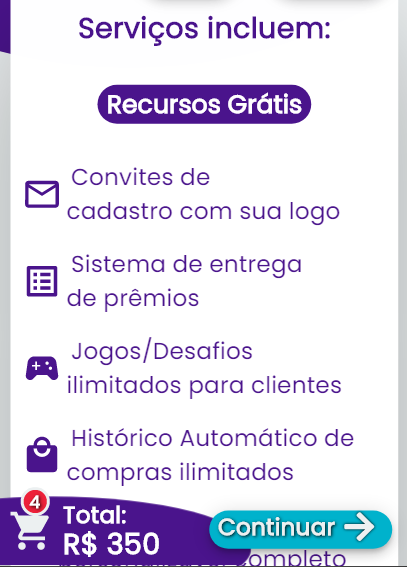 Serviços incluem:
Recursos Grátis
Convites de
cadastro com sua logo
Sistema de entrega
de prêmios
Jogos/Desafios
ilimitados para clientes
Histórico Automático de
compras ilimitados
4
Total:
R$ 350
Continuar
completo